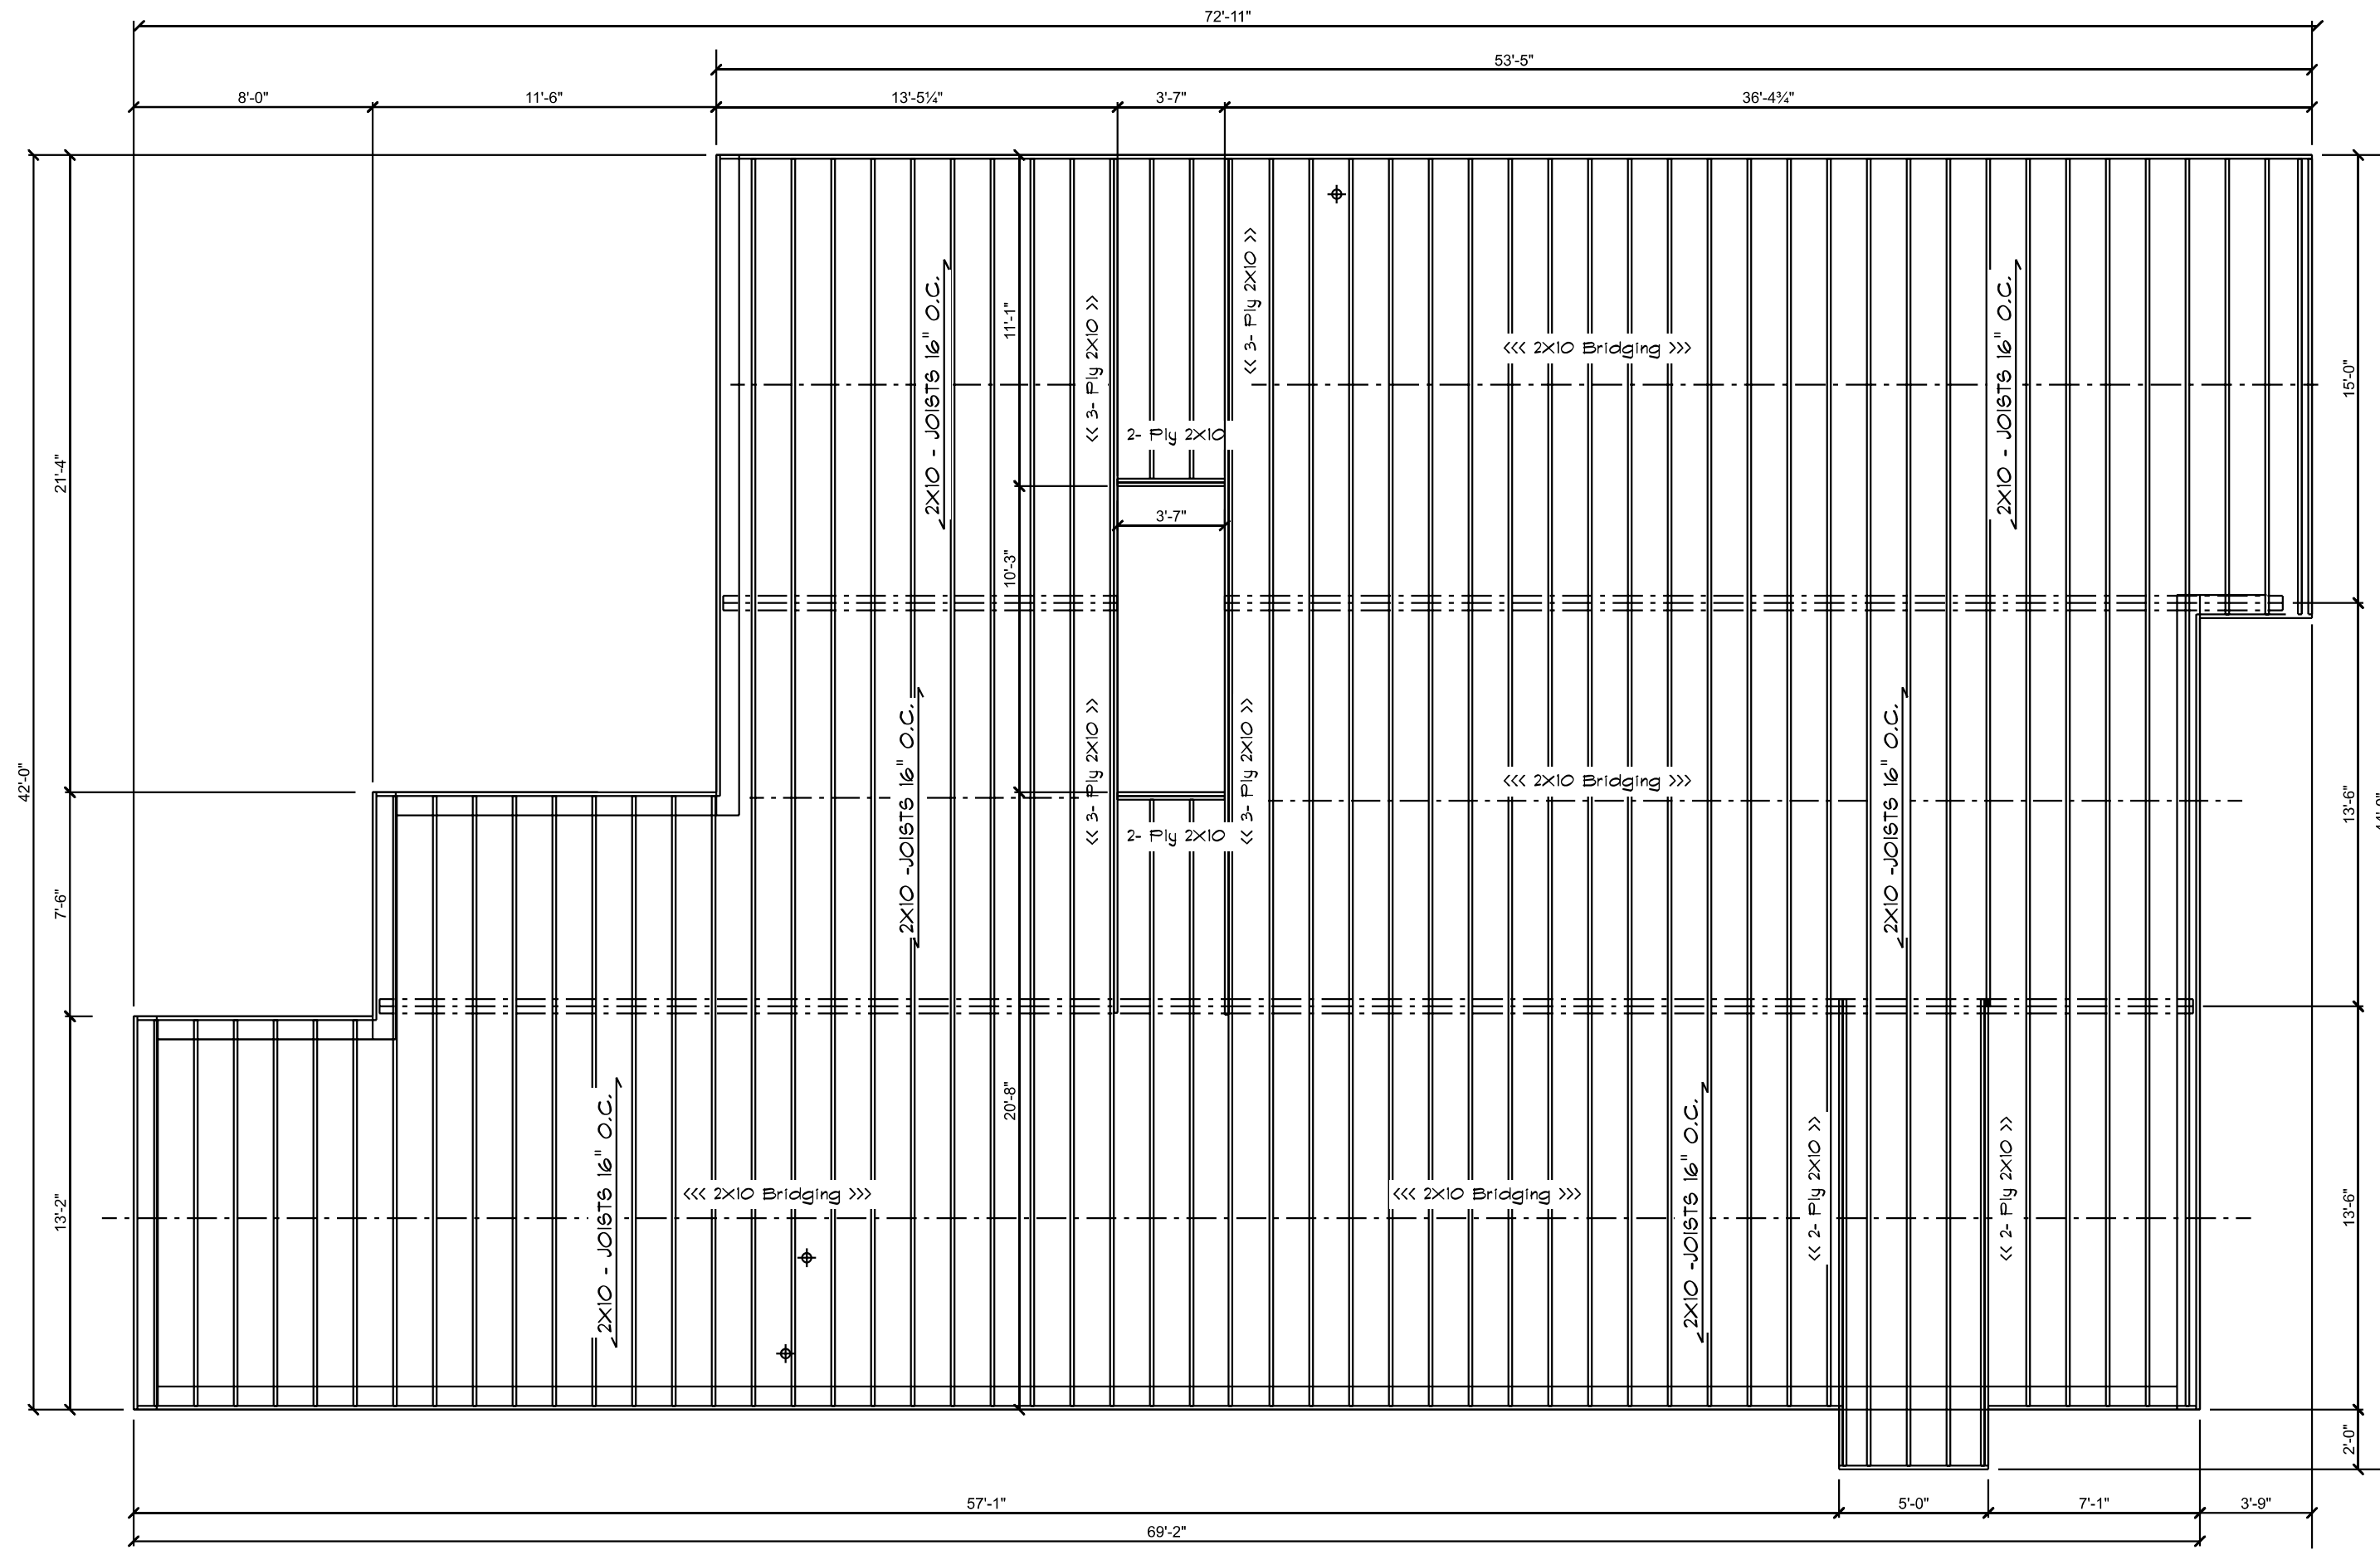 72'-11"
53'-5"
8'-0"
11'-6"
13'-5¼"
3'-7"
36'-4¾"
<< 3- Ply 2X10 >>
2X10 - JOISTS 16" O.C.
2X10 - JOISTS 16" O.C.
11'-1"
<< 3- Ply 2X10 >>
<<< 2X10 Bridging >>>
15'-0"
2- Ply 2X10
21'-4"
3'-7"
10'-3"
42'-0"
2X10 -JOISTS 16" O.C.
<< 3- Ply 2X10 >>
<< 3- Ply 2X10 >>
<<< 2X10 Bridging >>>
2X10 -JOISTS 16" O.C.
13'-6"
2- Ply 2X10
7'-6"
20'-8"
2X10 - JOISTS 16" O.C.
<<< 2X10 Bridging >>>
<<< 2X10 Bridging >>>
2X10 -JOISTS 16" O.C.
<< 2- Ply 2X10 >>
<< 2- Ply 2X10 >>
13'-2"
13'-6"
2'-0"
57'-1"
5'-0"
7'-1"
3'-9"
69'-2"